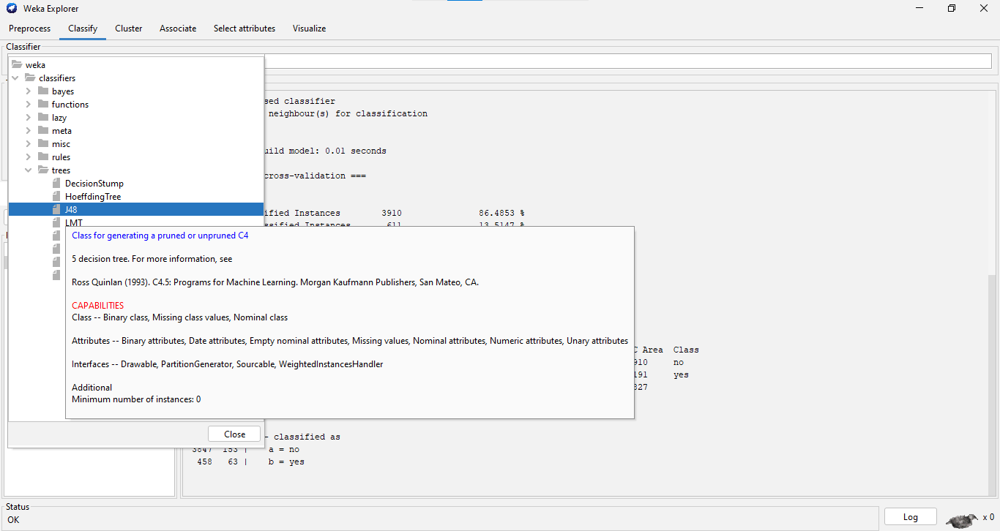 Weka Explorer
Preprocess Classify Cluster Associate Select attributes Visualize
Classifier
weka
classifiers
bayes
functions
lazy
meta
misc
rules
trees
DecisionStump
HoeffdingTree
J48
LMT
Class for generating a pruned or unpruned C4
5 decision tree. For more information, see
Ross Quinlan (1993). C4.5: Programs for Machine Learning. Morgan Kaufmann Publishers, San Mateo, CA.
CAPABILITIES
Class -- Binary class, Missing class values, Nominal class
Attributes -- Binary attributes, Date attributes, Empty nominal attributes, Missing values, Nominal attributes, Numeric attributes, Unary attributes
Interfaces -- Drawable, PartitionGenerator, Sourcable, WeightedInstancesHandler
Additional
Minimum number of instances: 0
Close
sed classifier
neighbour(s) for classification
uild model: 0.01 seconds
cross-validation ===
ified Instances 3910 86.4853 %
ssified Instances 611 13.5147 %
C Area Class
910 no
191 yes
827
- classified as
3847 153 | a = no
458 63 | b = yes
Status
OK
Log
x 0